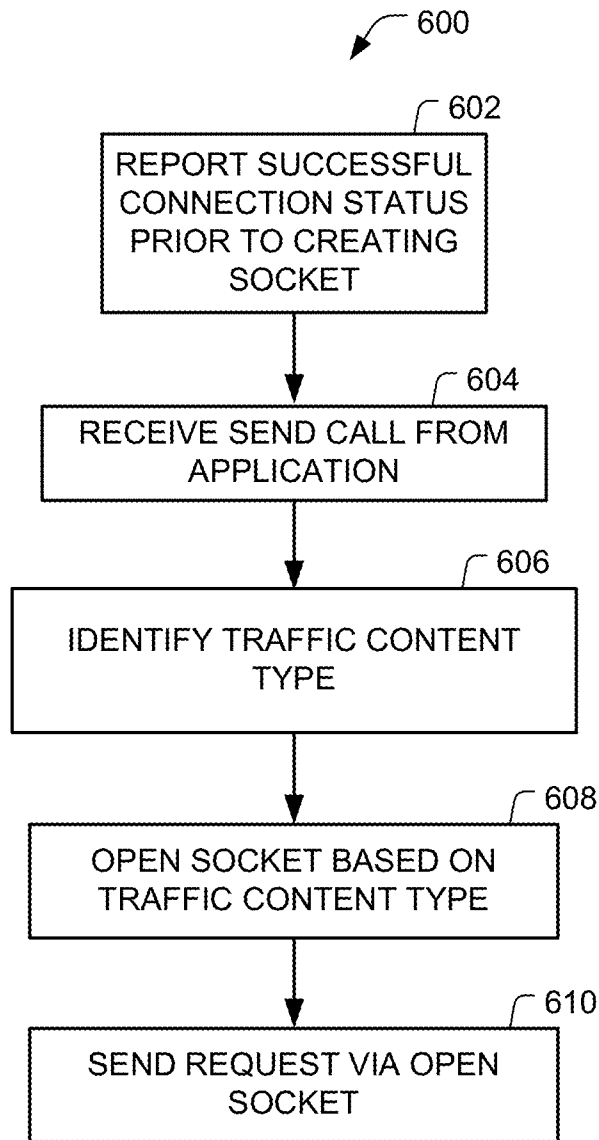 600
602
REPORT SUCCESSFUL
CONNECTION STATUS
PRIOR TO CREATING
SOCKET
604
RECEIVE SEND CALL FROM
APPLICATION
606
IDENTIFY TRAFFIC CONTENT
TYPE
608
OPEN SOCKET BASED ON
TRAFFIC CONTENT TYPE
610
SEND REQUEST VIA OPEN
SOCKET